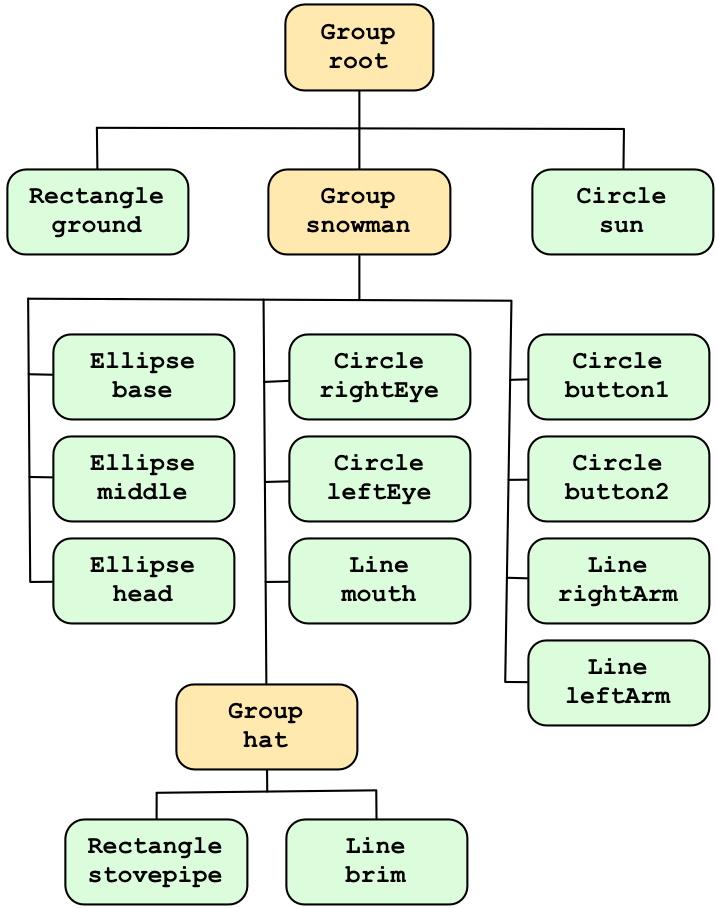 Group
root
Rectangle
ground
Group
snowman
Circle
sun
Ellipse
base
Circle
rightEye
Circle
button1
Ellipse
middle
Circle
leftEye
Circle
button2
Ellipse
head
Line
mouth
Line
rightArm
Line
leftArm
Group
hat
Rectangle
stovepipe
Line
brim